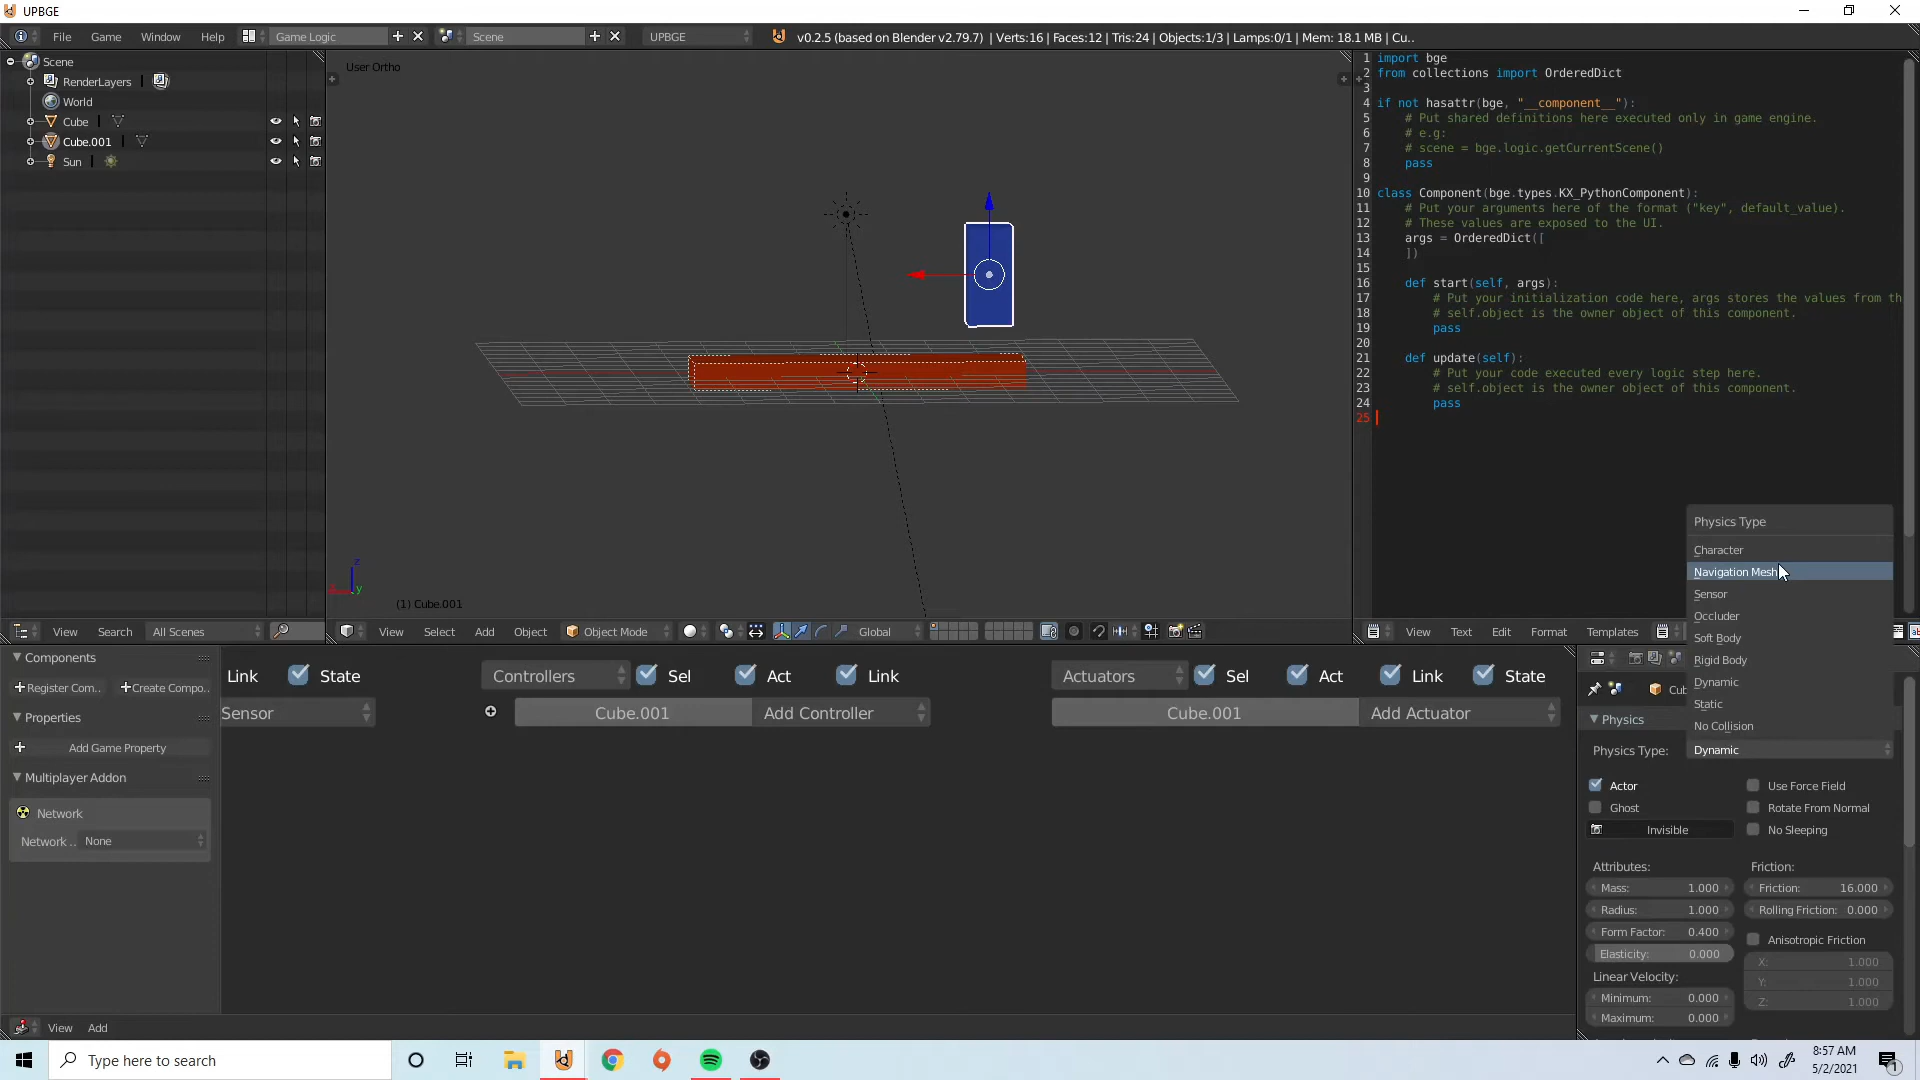 UPBGE
File Game Window Help Game Logic Scene UPBGE v0.2.5 (based on Blender v2.79.7) | Verts:16 | Faces:12 | Tris:24 | Objects:1/3 | Lamps:0/1 | Mem: 18.1 MB | Cu..
Scene
RenderLayers |
World
Cube |
Cube.001 |
Sun |
User Ortho
z
y
(1) Cube.001
1 import bge
2 from collections import OrderedDict
3
4 if not hasattr(bge, "__component__"):
5 # Put shared definitions here executed only in game engine.
6 # e.g:
7 # scene = bge.logic.getCurrentScene()
8 pass
9
10 class Component(bge.types.KX_PythonComponent):
11 # Put your arguments here of the format ("key", default_value).
12 # These values are exposed to the UI.
13 args = OrderedDict([
14 ])
15
16 def start(self, args):
17 # Put your initialization code here, args stores the values from th
18 # self.object is the owner object of this component.
19 pass
20
21 def update(self):
22 # Put your code executed every logic step here.
23 # self.object is the owner object of this component.
24 pass
25
Physics Type
Character
Navigation Mesh
Sensor
Occluder
Soft Body
Rigid Body
Dynamic
Static
No Collision
View Search All Scenes
View Select Add Object Object Mode Global
View Text Edit Format Templates
Components
Register Com.. Create Compo..
Properties
Add Game Property
Multiplayer Addon
Network
Network .. None
Link State Controllers Sel Act Link Actuators Sel Act Link State
Sensor Cube.001 Add Controller Cube.001 Add Actuator
View Add
Cub
Physics
Physics Type: Dynamic
Actor Use Force Field
Ghost Rotate From Normal
Invisible No Sleeping
Attributes: Friction:
Mass: 1.000 Friction: 16.000
Radius: 1.000 Rolling Friction: 0.000
Form Factor: 0.400
Elasticity: 0.000 Anisotropic Friction
Linear Velocity: X: 1.000
Minimum: 0.000 Y: 1.000
Maximum: 0.000 Z: 1.000
Type here to search
8:57 AM
5/2/2021
1